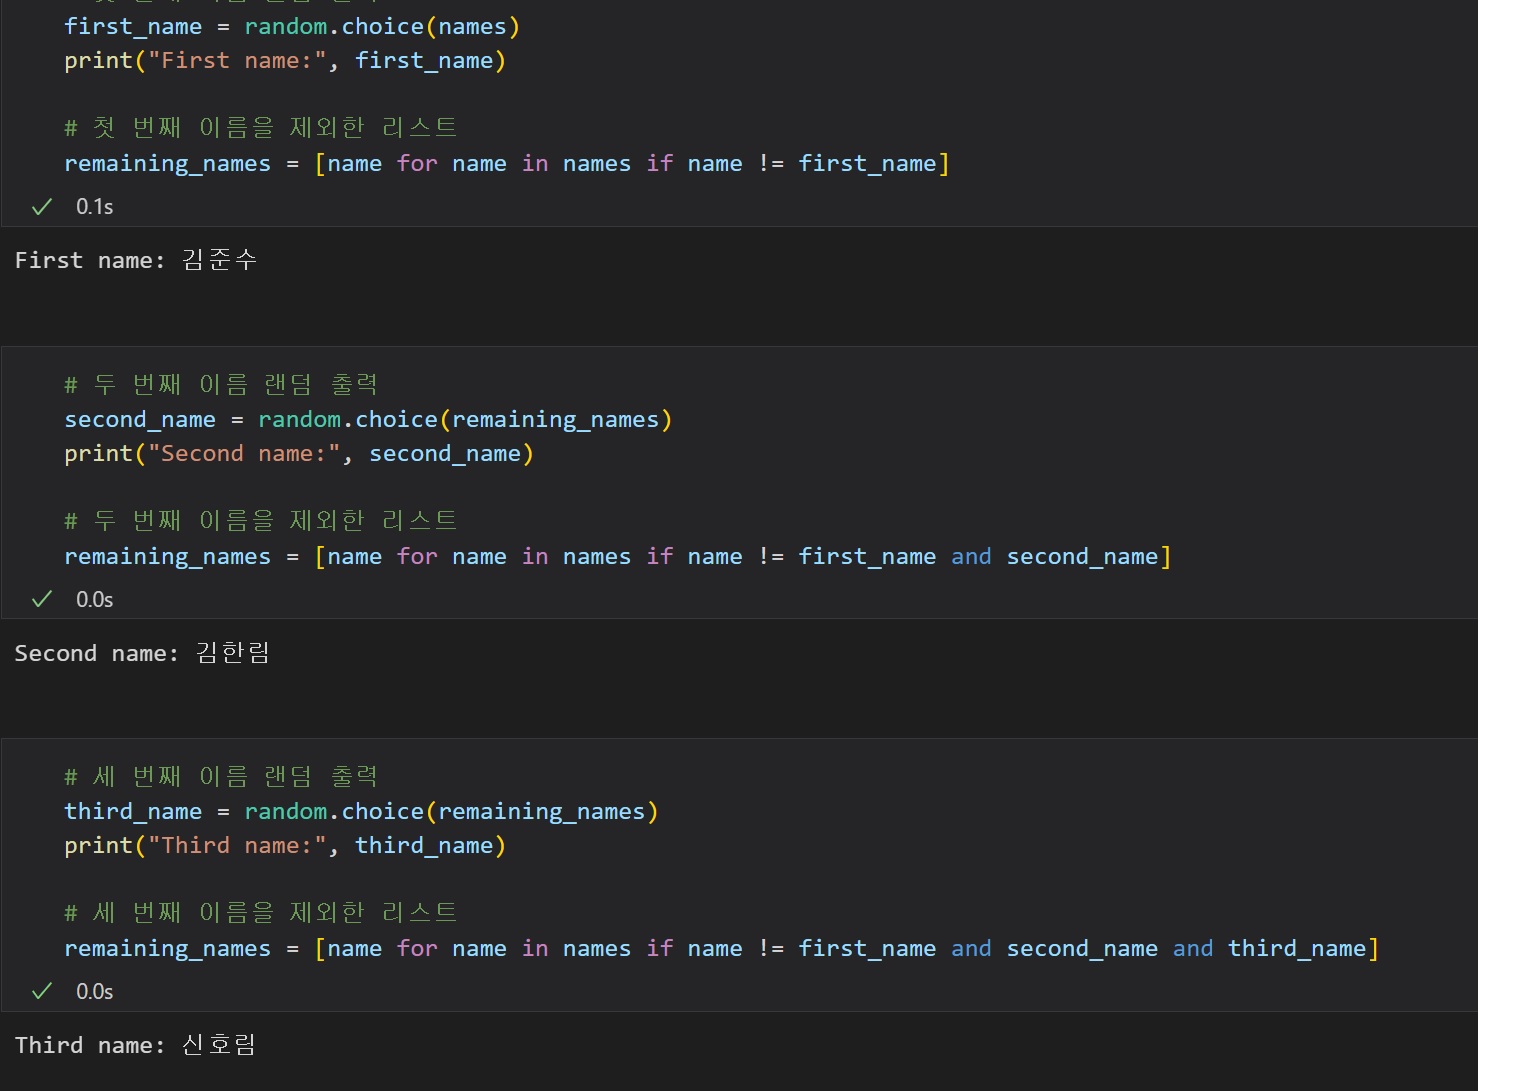 first_name = random.choice(names)
print("First name:", first_name)
# 첫 번째 이름을 제외한 리스트
remaining_names = [name for name in names if name != first_name]
0.1s
First name: 김준수
# 두 번째 이름 랜덤 출력
second_name = random.choice(remaining_names)
print("Second name:", second_name)
# 두 번째 이름을 제외한 리스트
remaining_names = [name for name in names if name != first_name and second_name]
0.0s
Second name: 김한림
# 세 번째 이름 랜덤 출력
third_name = random.choice(remaining_names)
print("Third name:", third_name)
# 세 번째 이름을 제외한 리스트
remaining_names = [name for name in names if name != first_name and second_name and third_name]
0.0s
Third name: 신호림